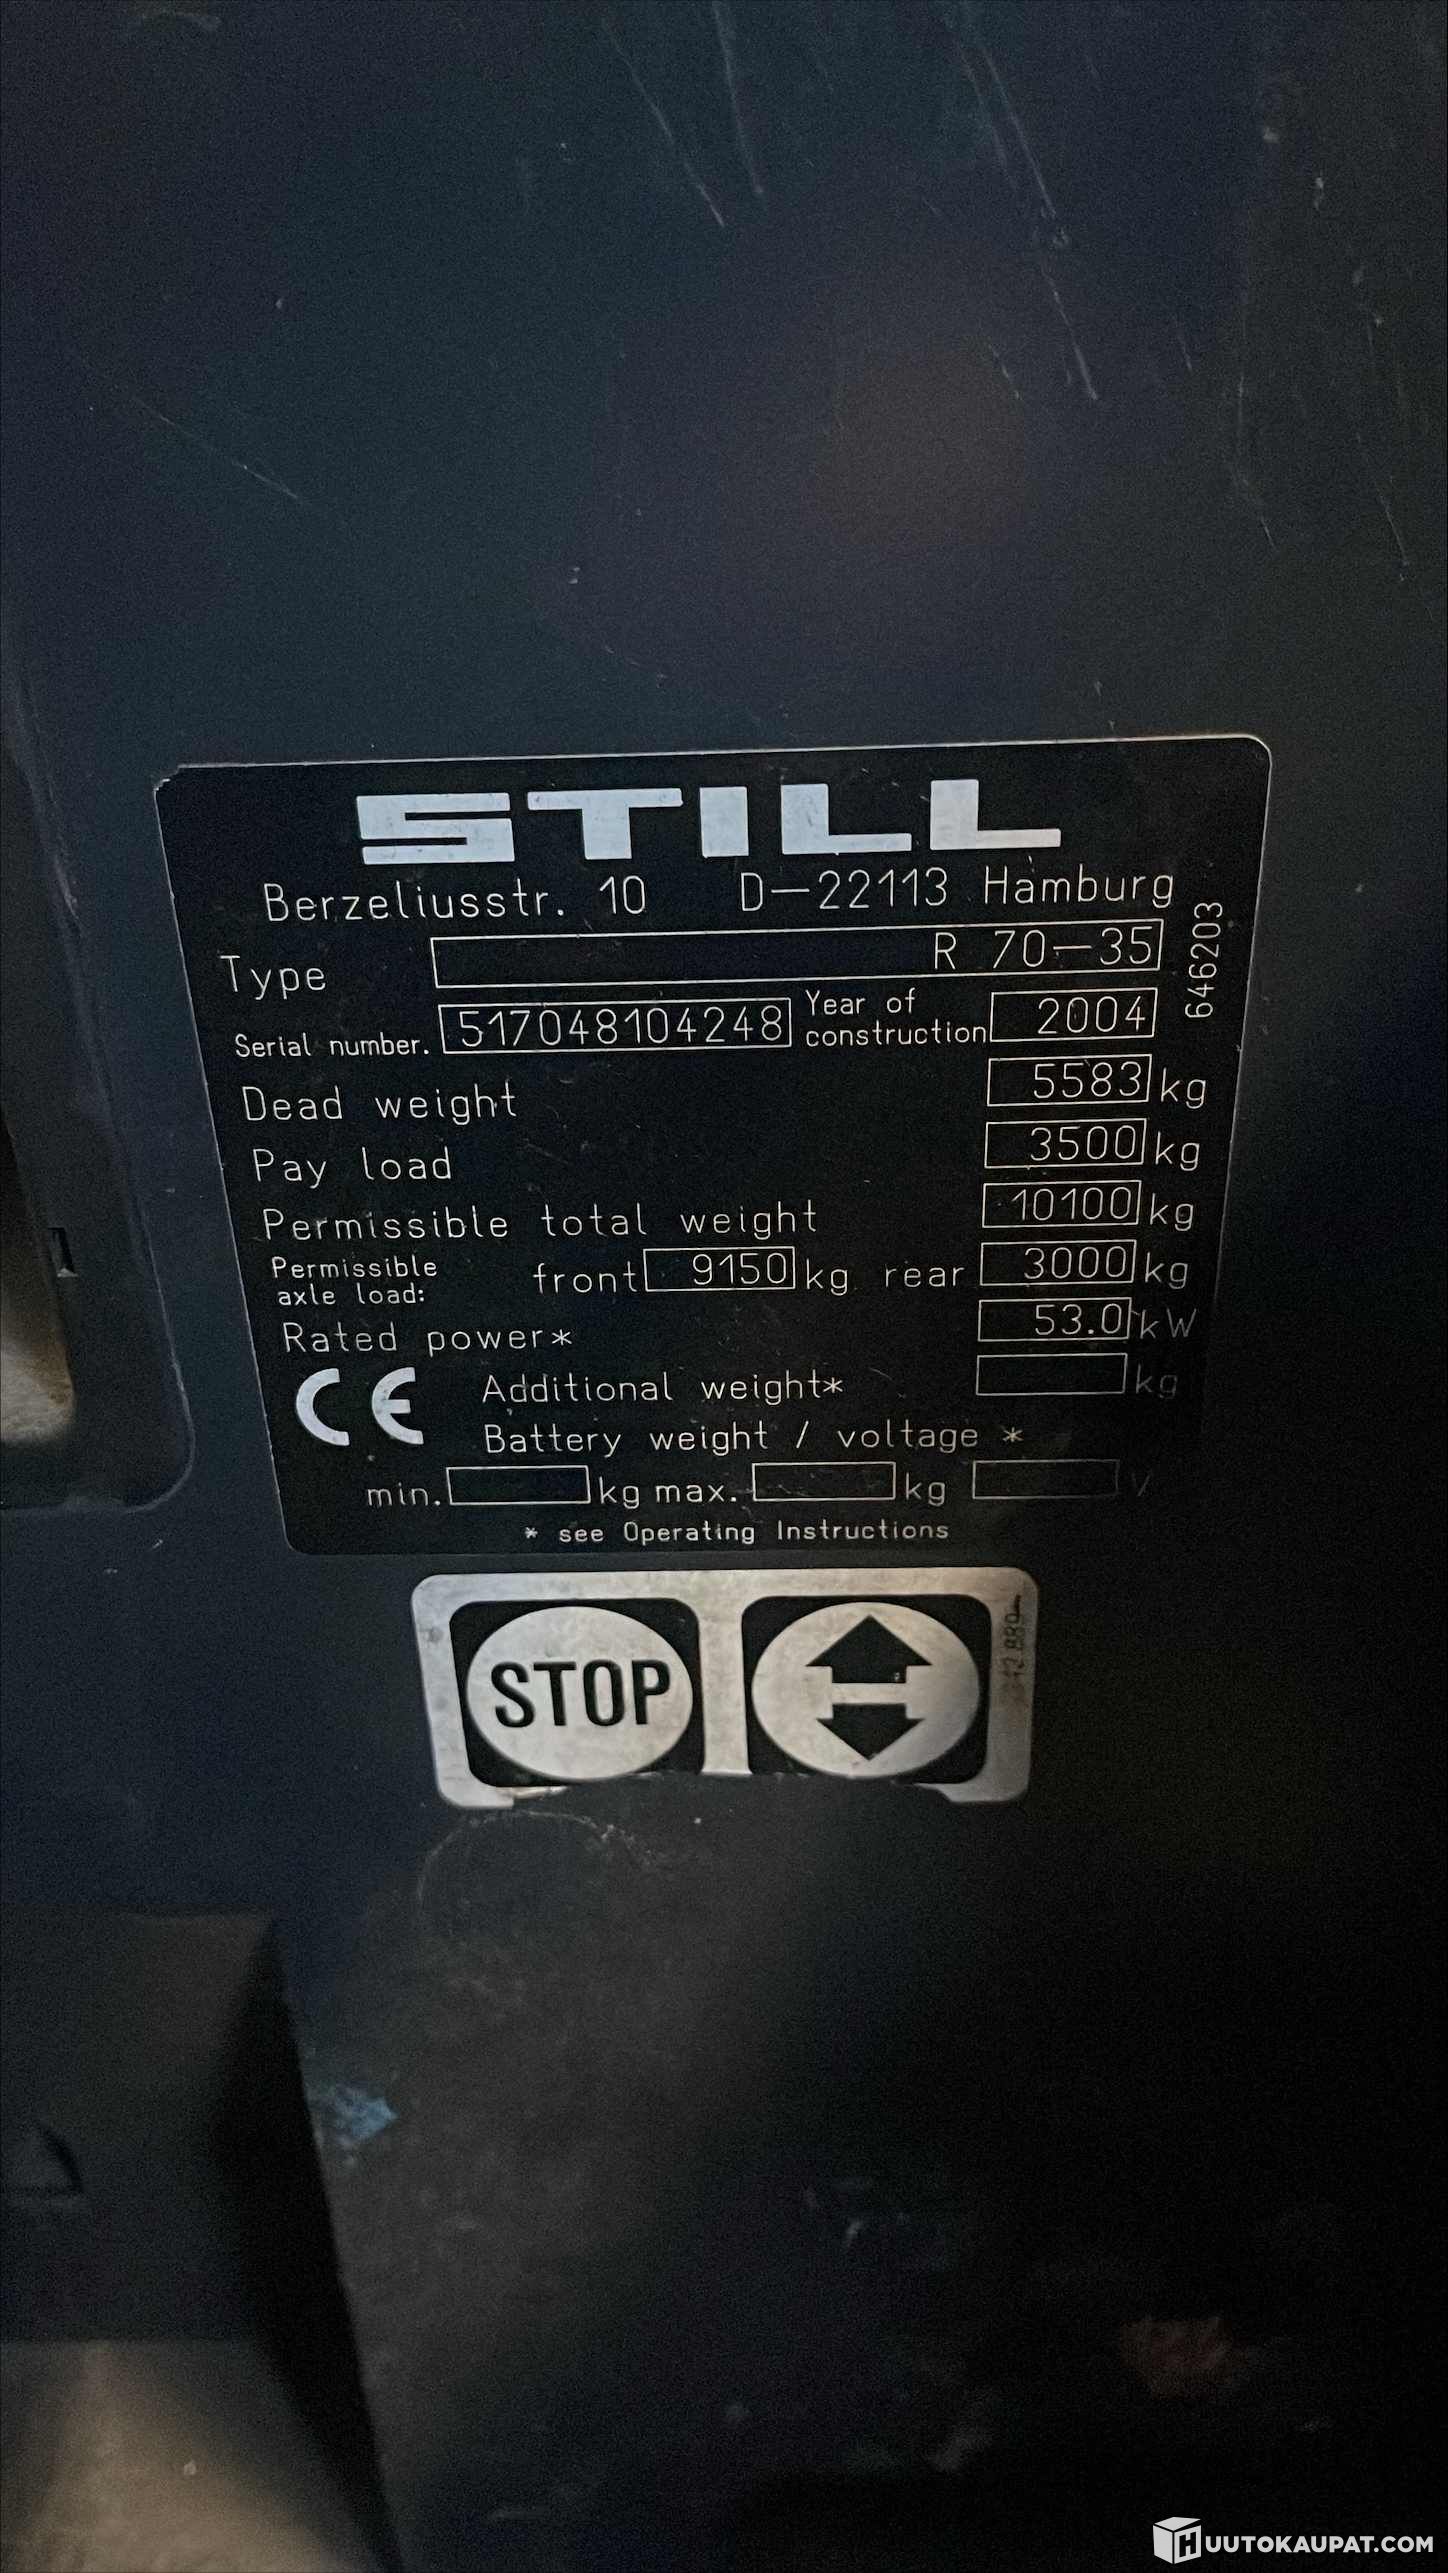 STILL
Berzeliusstr. 10 D-22113 Hamburg
Type R 70-35
646203
Serial number. 517048104248 Year of construction 2004
Dead weight 5583 kg
Pay load 3500 kg
Permissible total weight 10100 kg
Permissible axle load: front 9150 kg rear 3000 kg
Rated power* 53.0 kW
CE Additional weight* kg
Battery weight / voltage *
min. kg max. kg V
* see Operating Instructions
STOP
HUUTOKAUPAT.COM